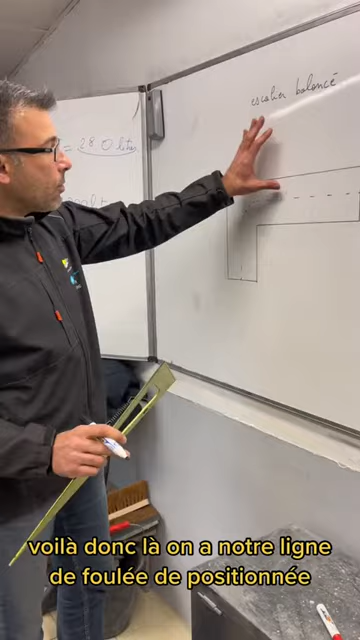 escalier balancé
= 28.0 litres
voilà donc là on a notre ligne
de foulée de positionnée